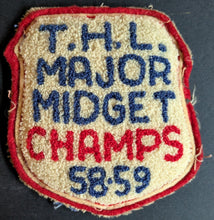 T.H.L.
MAJOR
MIDGET
CHAMPS
58-59